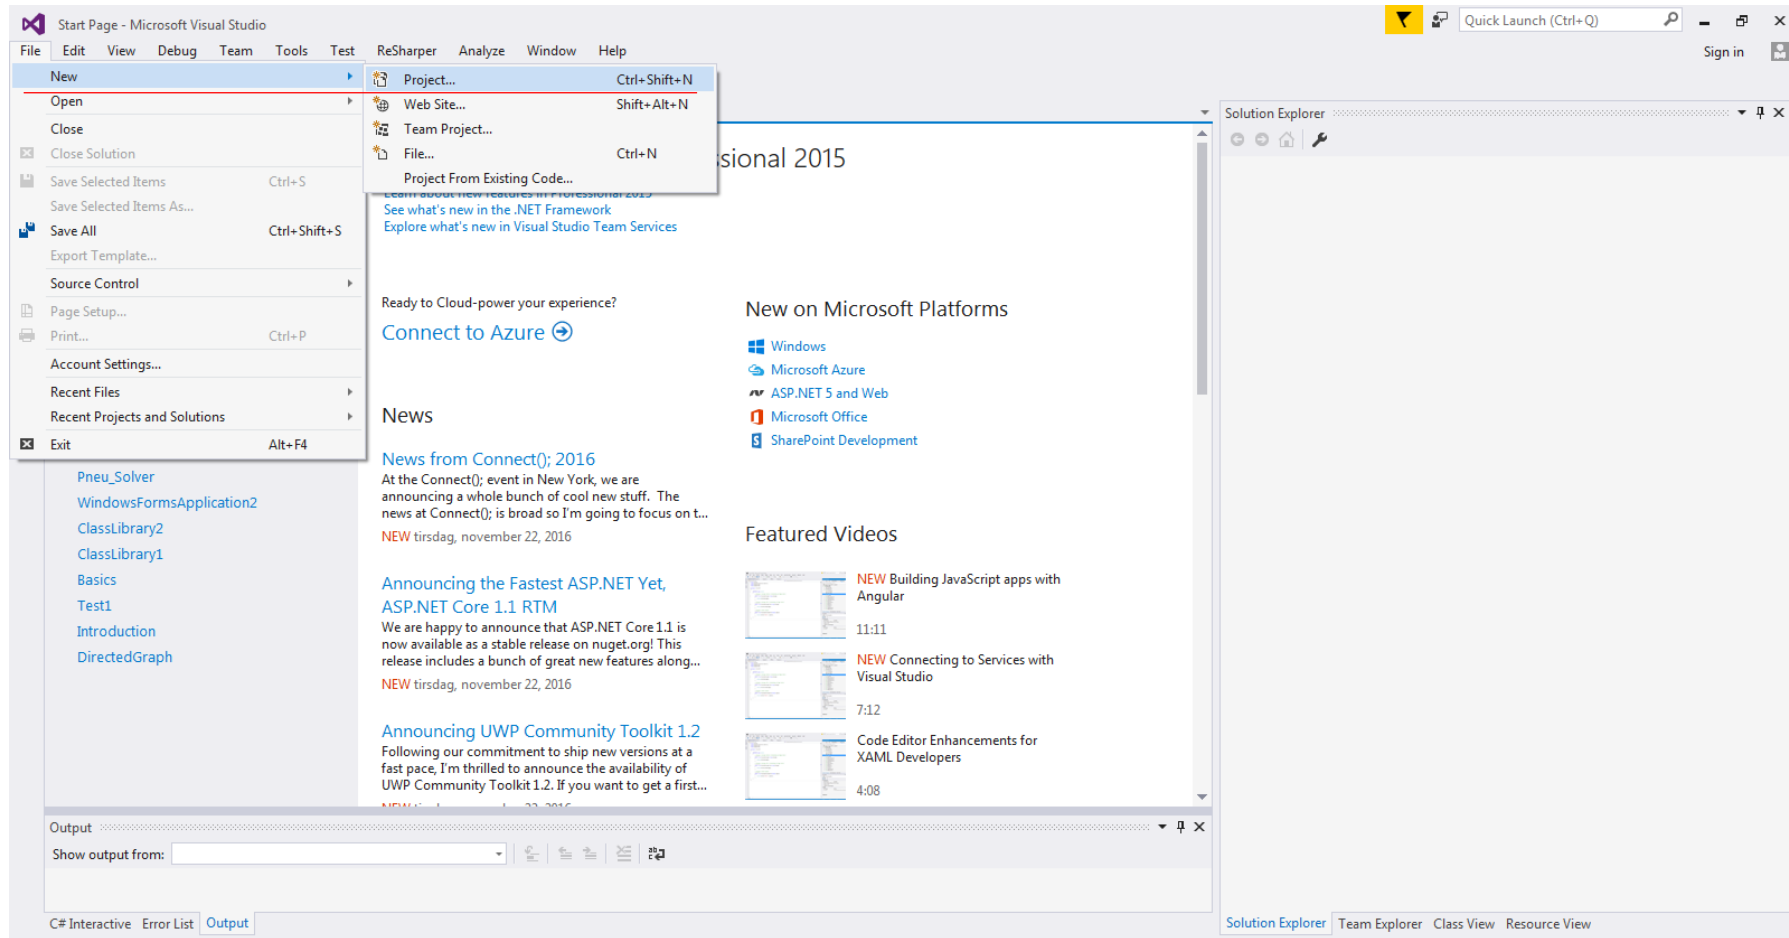 Start Page - Microsoft Visual Studio
Quick Launch (Ctrl+Q)
File Edit View Debug Team Tools Test ReSharper Analyze Window Help
Sign in
New
Open
Close
Close Solution
Save Selected Items Ctrl+S
Save Selected Items As...
Save All Ctrl+Shift+S
Export Template...
Source Control
Page Setup...
Print... Ctrl+P
Account Settings...
Recent Files
Recent Projects and Solutions
Exit Alt+F4
Project... Ctrl+Shift+N
Web Site... Shift+Alt+N
Team Project...
File... Ctrl+N
Project From Existing Code...
Pneu_Solver
WindowsFormsApplication2
ClassLibrary2
ClassLibrary1
Basics
Test1
Introduction
DirectedGraph
sional 2015
Learn about new features in Professional 2015
See what's new in the .NET Framework
Explore what's new in Visual Studio Team Services
Ready to Cloud-power your experience?
Connect to Azure
News
News from Connect(); 2016
At the Connect(); event in New York, we are
announcing a whole bunch of cool new stuff. The
news at Connect(); is broad so I'm going to focus on t...
NEW tirsdag, november 22, 2016
Announcing the Fastest ASP.NET Yet,
ASP.NET Core 1.1 RTM
We are happy to announce that ASP.NET Core 1.1 is
now available as a stable release on nuget.org! This
release includes a bunch of great new features along...
NEW tirsdag, november 22, 2016
Announcing UWP Community Toolkit 1.2
Following our commitment to ship new versions at a
fast pace, I'm thrilled to announce the availability of
UWP Community Toolkit 1.2. If you want to get a first...
New on Microsoft Platforms
Windows
Microsoft Azure
ASP.NET 5 and Web
Microsoft Office
SharePoint Development
Featured Videos
NEW Building JavaScript apps with
Angular
11:11
NEW Connecting to Services with
Visual Studio
7:12
Code Editor Enhancements for
XAML Developers
4:08
Solution Explorer
Output
Show output from:
C# Interactive Error List Output
Solution Explorer Team Explorer Class View Resource View